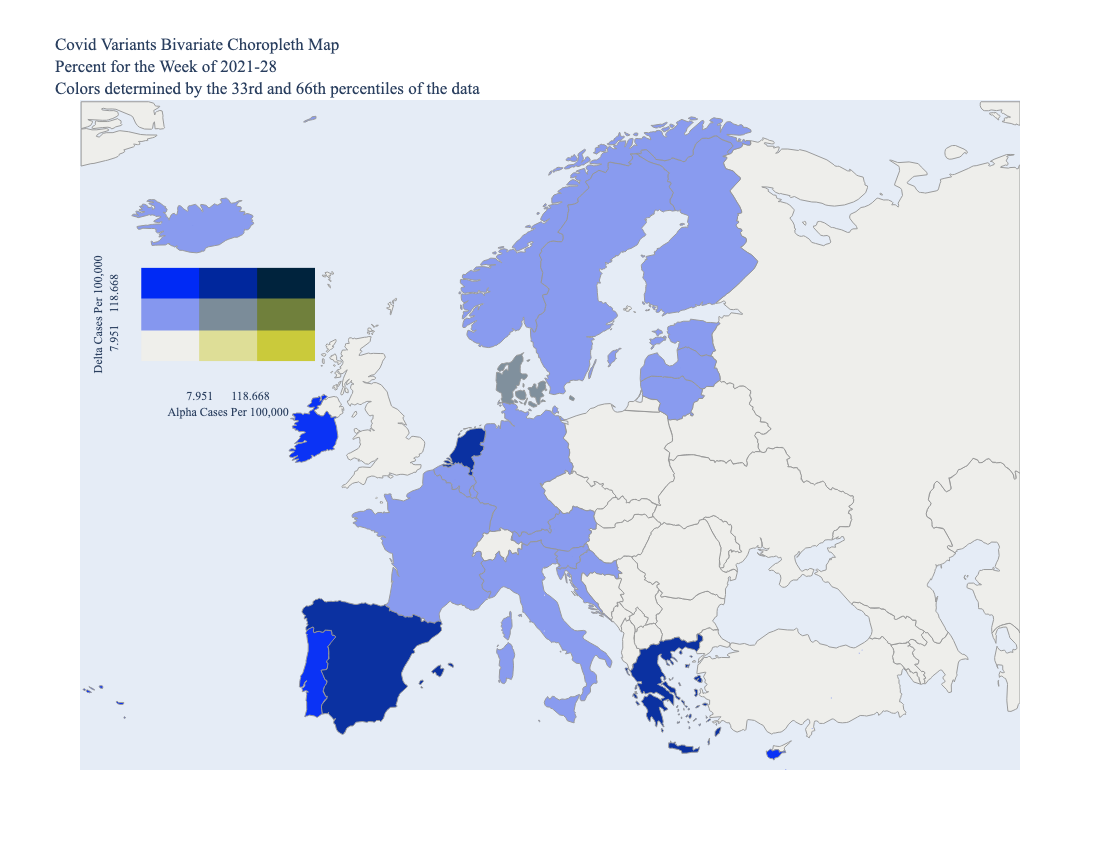 Covid Variants Bivariate Choropleth Map
Percent for the Week of 2021-28
Colors determined by the 33rd and 66th percentiles of the data
Delta Cases Per 100,000
7.951 118.668
7.951 118.668
Alpha Cases Per 100,000